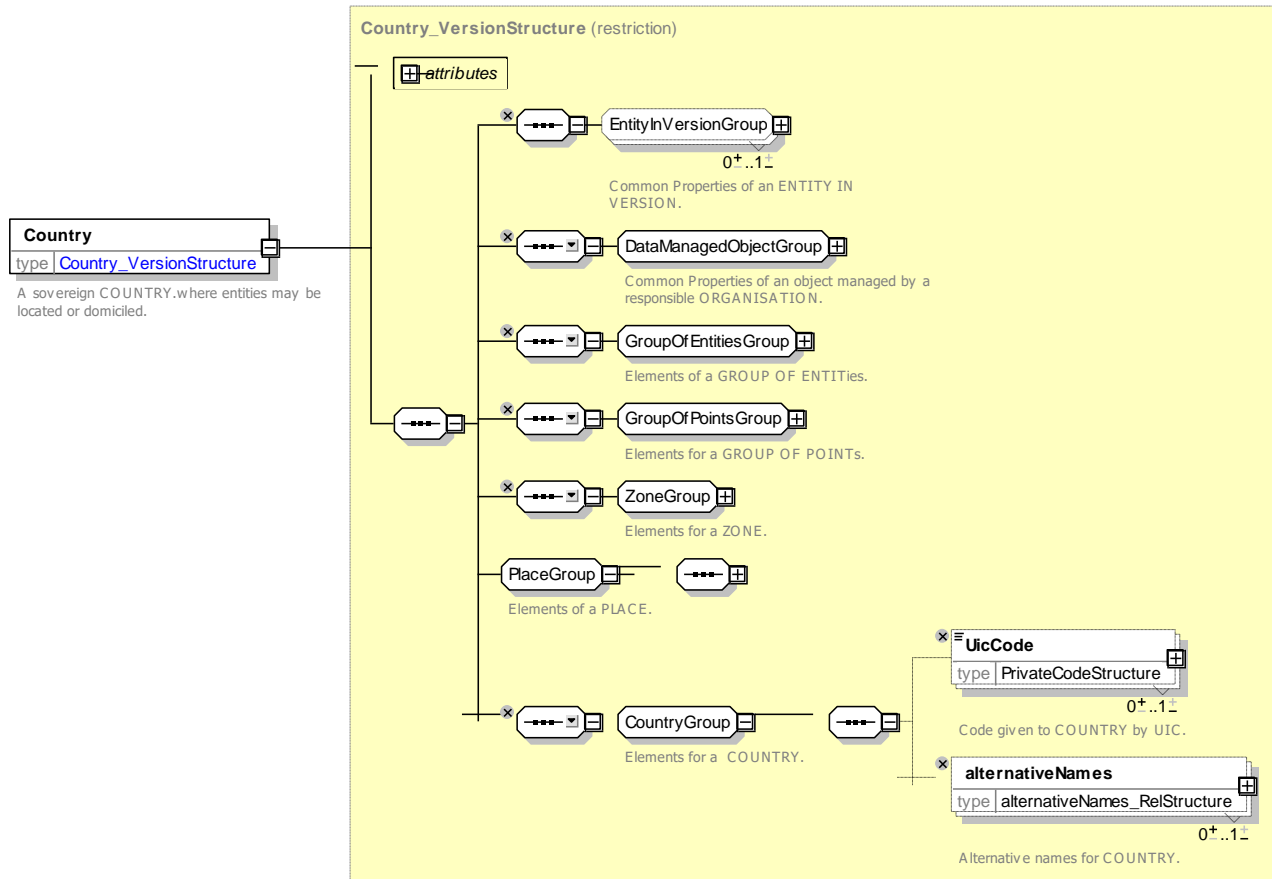 Country_VersionStructure (restriction)
attributes
EntityInVersionGroup
0+..1±
Common Properties of an ENTITY IN
VERSION.
Country
type Country_VersionStructure
A sovereign COUNTRY.where entities may be
located or domiciled.
DataManagedObjectGroup
Common Properties of an object managed by a
responsible ORGANISATION.
GroupOfEntitiesGroup
Elements of a GROUP OF ENTITies.
GroupOfPointsGroup
Elements for a GROUP OF POINTs.
ZoneGroup
Elements for a ZONE.
PlaceGroup
Elements of a PLACE.
UicCode
type PrivateCodeStructure
0+..1±
Code given to COUNTRY by UIC.
CountryGroup
Elements for a COUNTRY.
alternativeNames
type alternativeNames_RelStructure
0+..1±
Alternative names for COUNTRY.